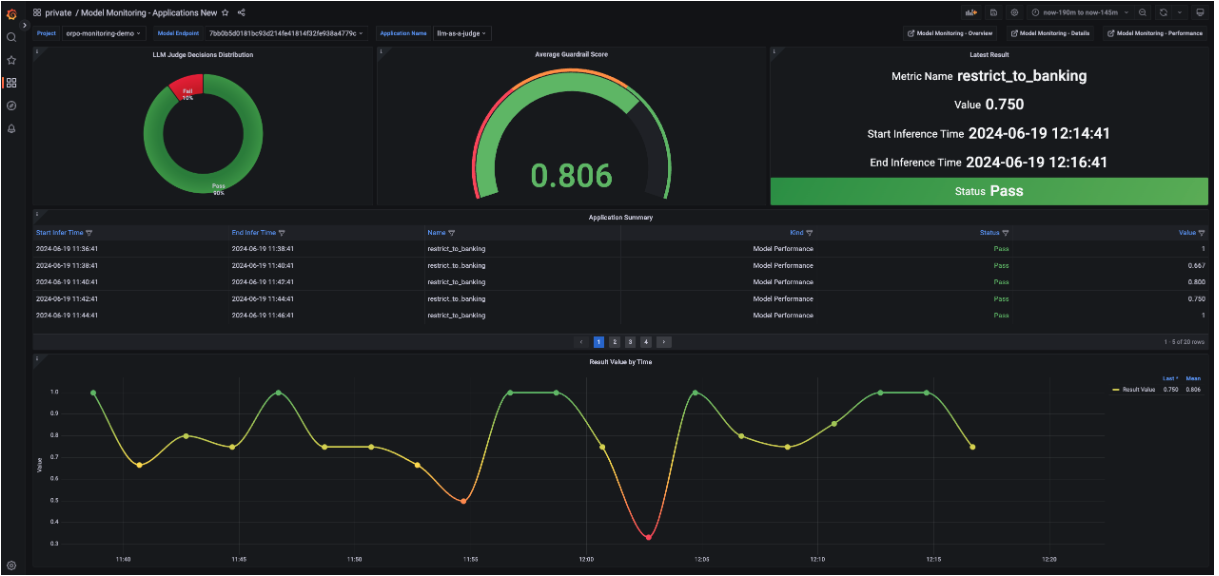 private / Model Monitoring - Applications New
now-190m to now-145m
Project orpo-monitoring-demo Model Endpoint 7bb0b5d0181bc93d214fe41814f32fe938a4779c Application Name llm-as-a-judge
Model Monitoring - Overview Model Monitoring - Details Model Monitoring - Performance
LLM Judge Decisions Distribution
Fail
10%
Pass
90%
Average Guardrail Score
0.806
Latest Result
Metric Name restrict_to_banking
Value 0.750
Start Inference Time 2024-06-19 12:14:41
End Inference Time 2024-06-19 12:16:41
Status Pass
Application Summary
Start Infer Time End Infer Time Name Kind Status Value
2024-06-19 11:36:41 2024-06-19 11:38:41 restrict_to_banking Model Performance Pass 1
2024-06-19 11:38:41 2024-06-19 11:40:41 restrict_to_banking Model Performance Pass 0.667
2024-06-19 11:40:41 2024-06-19 11:42:41 restrict_to_banking Model Performance Pass 0.800
2024-06-19 11:42:41 2024-06-19 11:44:41 restrict_to_banking Model Performance Pass 0.750
2024-06-19 11:44:41 2024-06-19 11:46:41 restrict_to_banking Model Performance Pass 1
< 1 2 3 4 >
1 - 5 of 20 rows
Result Value by Time
Last * Mean
Result Value 0.750 0.806
Value
1.0
0.9
0.8
0.7
0.6
0.5
0.4
0.3
11:40 11:45 11:50 11:55 12:00 12:05 12:10 12:15 12:20